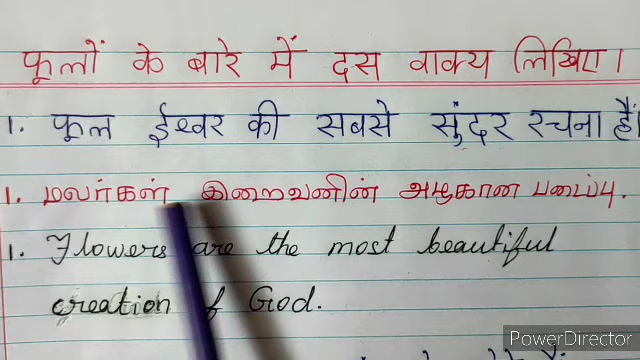 फूलों के बारे में दस वाक्य लिखिए।
1. फूल ईश्वर की सबसे सुंदर रचना हैं।
1. மலர்கள் இறைவனின் அழகான படைப்பு.
1. Flowers are the most beautiful
creation of God.
PowerDirector